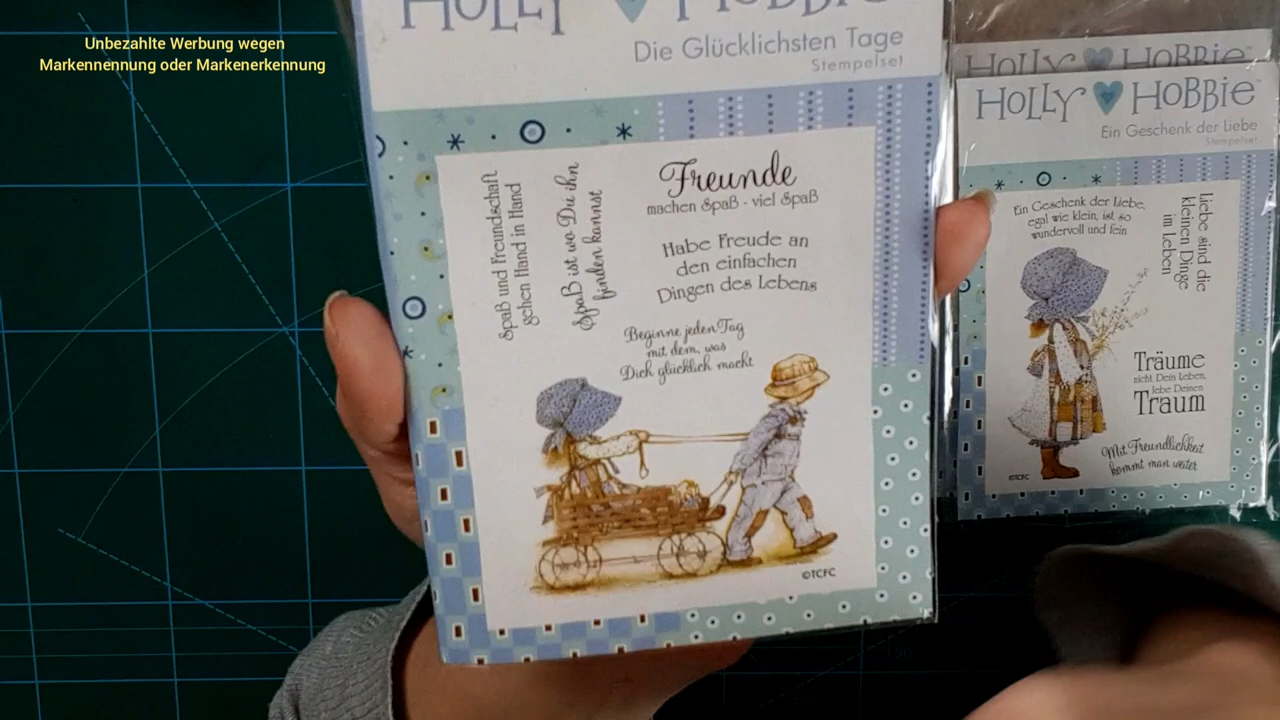 Unbezahlte Werbung wegen
Markennennung oder Markenerkennung
HOLLY HOBBIE
Die Glücklichsten Tage
Stempelset
Spaß und Freundschaft
gehen Hand in Hand
Spaß ist wo Du ihn
finden kannst
Freunde
machen Spaß - viel Spaß
Habe Freude an
den einfachen
Dingen des Lebens
Beginne jeden Tag
mit dem, was
Dich glücklich macht
©TCFC
HOLLY HOBBIE
HOLLY HOBBIE™
Ein Geschenk der Liebe
Stempelset
Ein Geschenk der Liebe,
egal wie klein, ist so
wundervoll und fein
Liebe sind die
kleinen Dinge
im Leben
Träume
nicht Dein Leben,
lebe Deinen
Traum
Mit Freundlichkeit
kommt man weiter
©TCFC